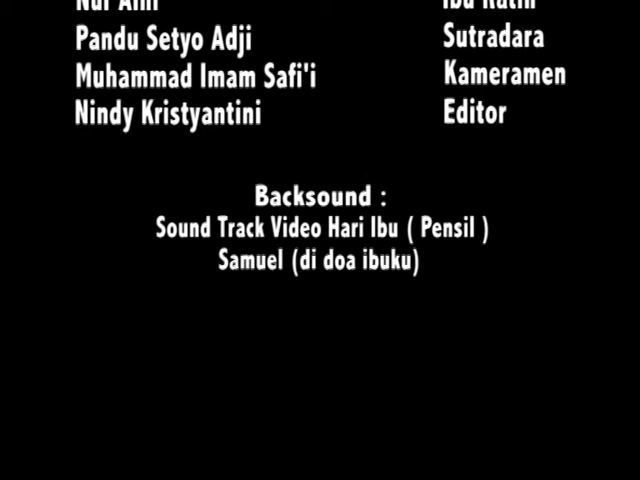 Pandu Setyo Adji Sutradara
Muhammad Imam Safi'i Kameramen
Nindy Kristyantini Editor
Backsound :
Sound Track Video Hari Ibu ( Pensil )
Samuel (di doa ibuku)